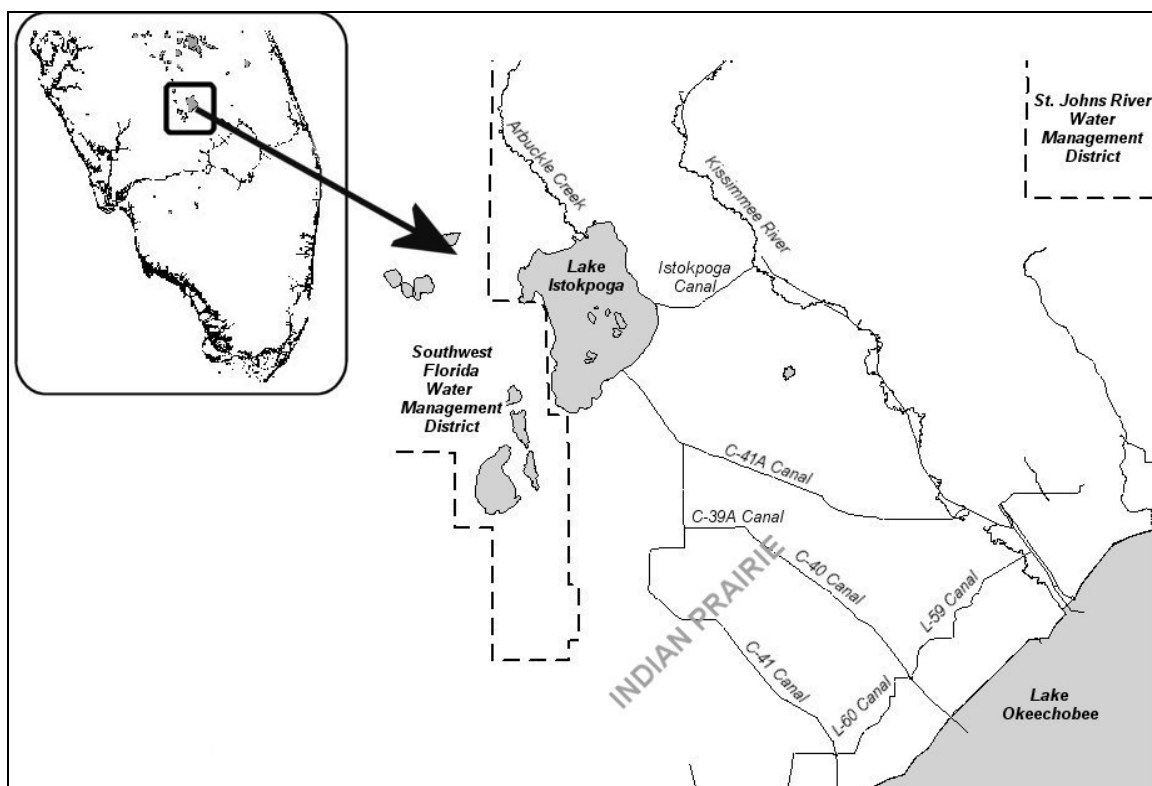 St. Johns River
Water
Management
District
Arbuckle Creek
Kissimmee River
Lake
Istokpoga
Istokpoga
Canal
Southwest
Florida
Water
Management
District
C-41A Canal
C-39A Canal
INDIAN PRAIRIE
C-40 Canal
L-59 Canal
C-41 Canal
L-60 Canal
Lake
Okeechobee